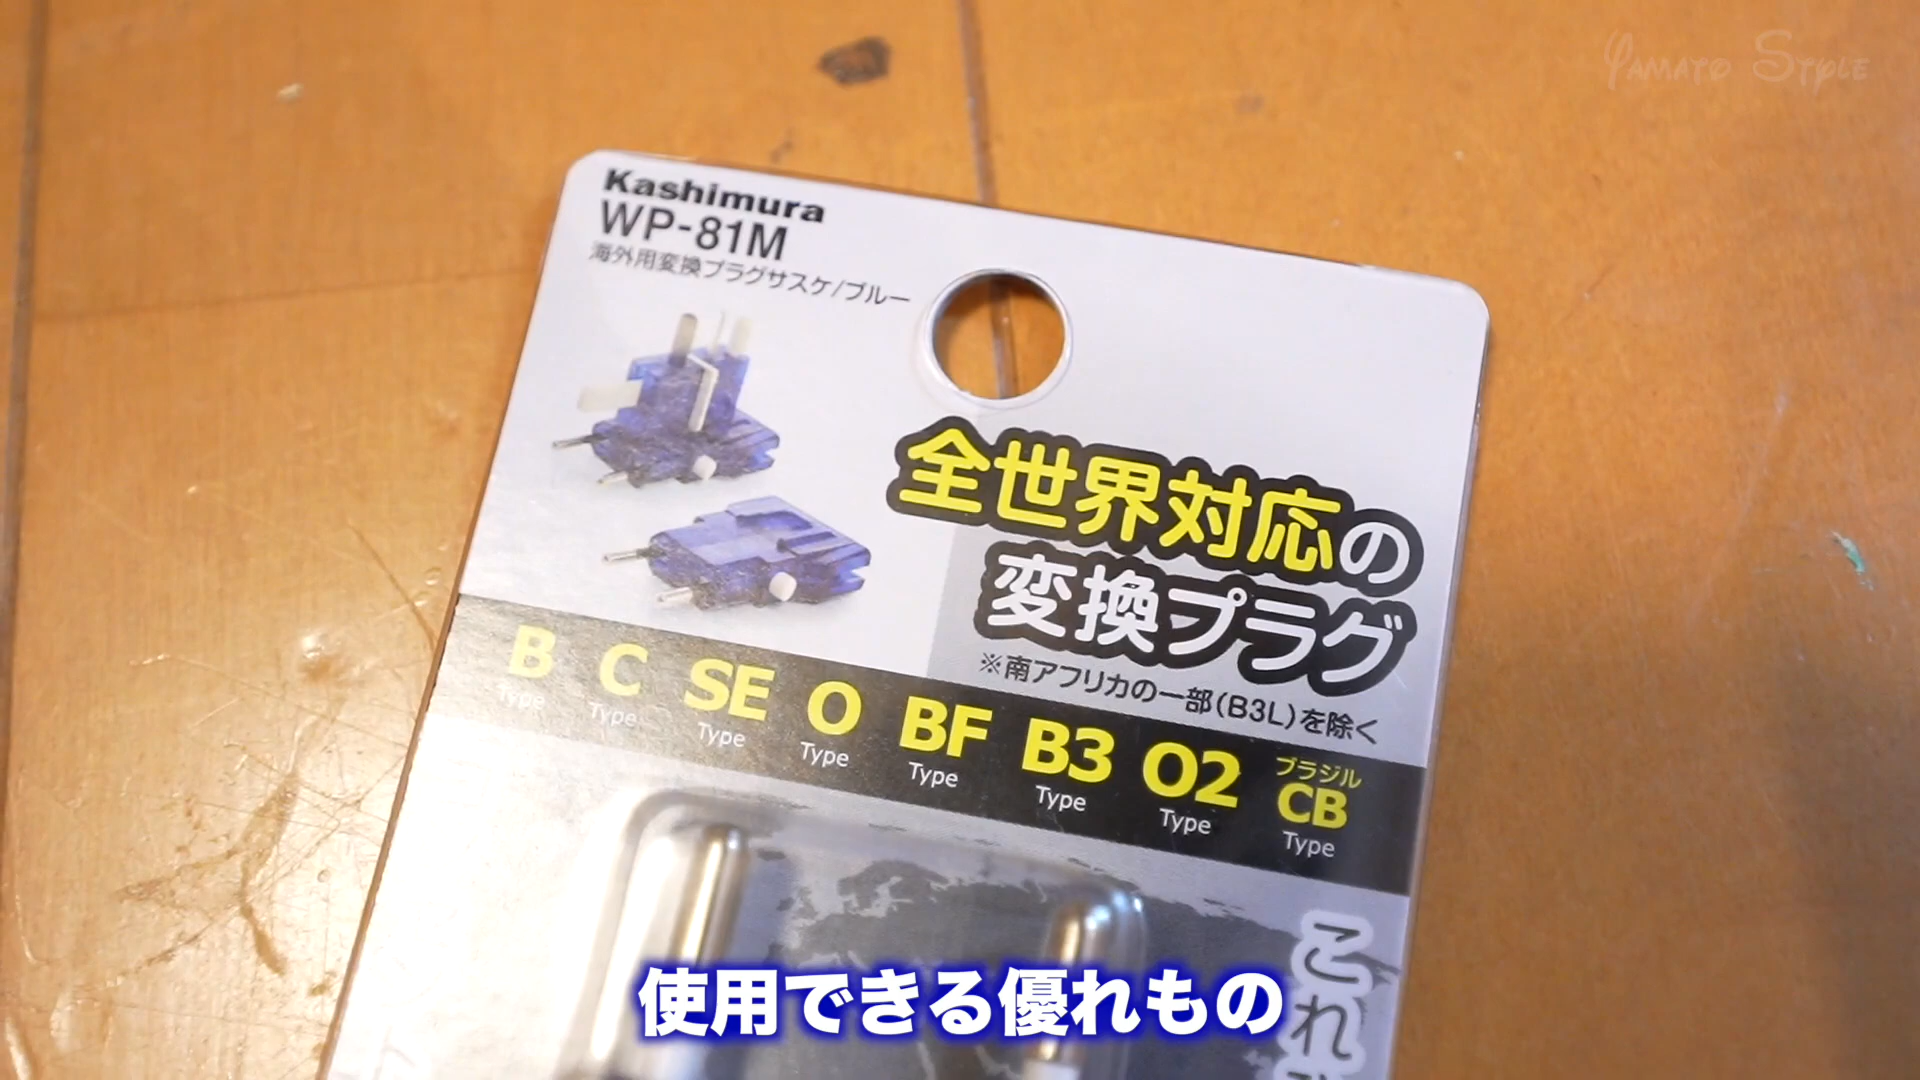 Yamato Style
Kashimura
WP-81M
海外用変換プラグサスケ/ブルー
全世界対応の
変換プラグ
※南アフリカの一部(B3L)を除く
B Type
C Type
SE Type
O Type
BF Type
B3 Type
O2 Type
ブラジル
CB Type
これ
使用できる優れもの